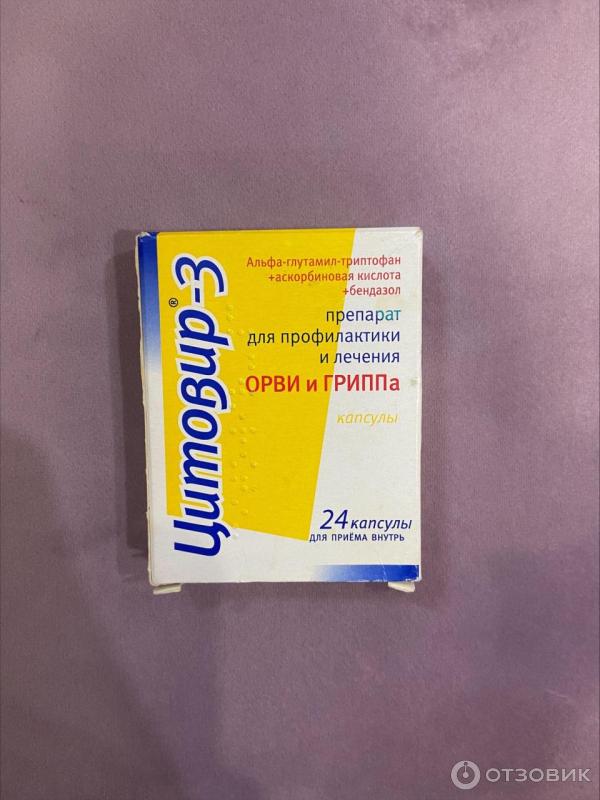 Цитовир®-3
Альфа-глутамил-триптофан
+аскорбиновая кислота
+бендазол
препарат
для профилактики
и лечения
ОРВИ и ГРИППа
капсулы
24 капсулы
ДЛЯ ПРИЁМА ВНУТРЬ
ОТЗОВИК